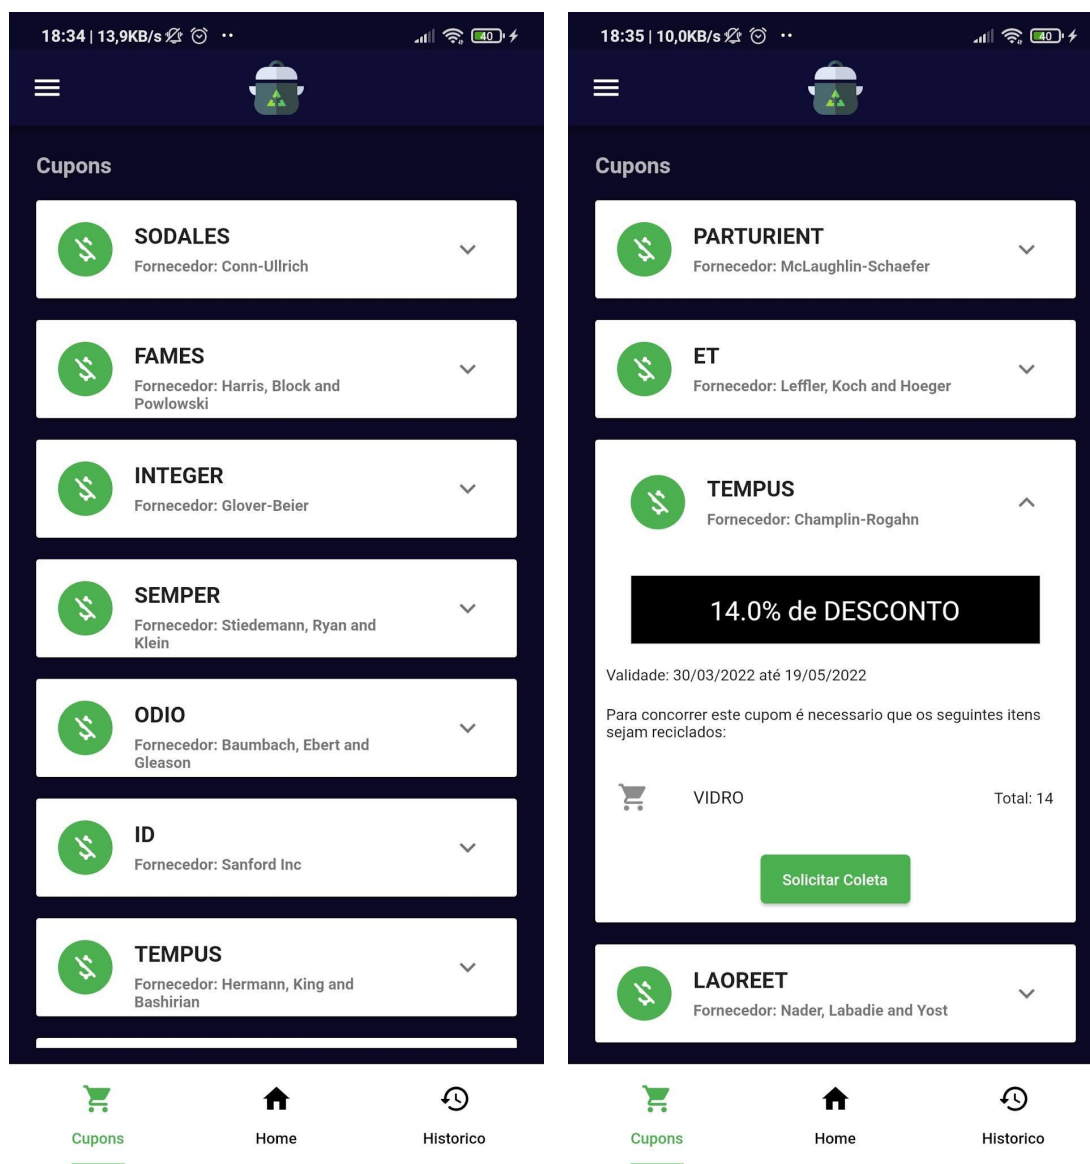 18:34 | 13,9KB/s
40
Cupons
SODALES
Fornecedor: Conn-Ullrich
FAMES
Fornecedor: Harris, Block and
Powlowski
INTEGER
Fornecedor: Glover-Beier
SEMPER
Fornecedor: Stiedemann, Ryan and
Klein
ODIO
Fornecedor: Baumbach, Ebert and
Gleason
ID
Fornecedor: Sanford Inc
TEMPUS
Fornecedor: Hermann, King and
Bashirian
Cupons
Home
Historico
18:35 | 10,0KB/s
40
Cupons
PARTURIENT
Fornecedor: McLaughlin-Schaefer
ET
Fornecedor: Leffler, Koch and Hoeger
TEMPUS
Fornecedor: Champlin-Rogahn
14.0% de DESCONTO
Validade: 30/03/2022 até 19/05/2022
Para concorrer este cupom é necessario que os seguintes itens
sejam reciclados:
VIDRO
Total: 14
Solicitar Coleta
LAOREET
Fornecedor: Nader, Labadie and Yost
Cupons
Home
Historico